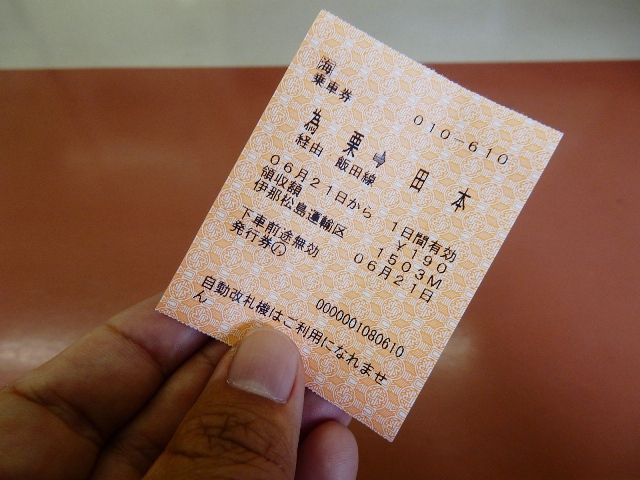 海
乗車券
010-610
為栗➡田本
経由 飯田線
06月21日から 1日間有効
領収額 ¥190
伊那松島運輸区 1503M
06月21日
下車前途無効
発行券㋨
0000001080610
自動改札機はご利用になれませ
ん